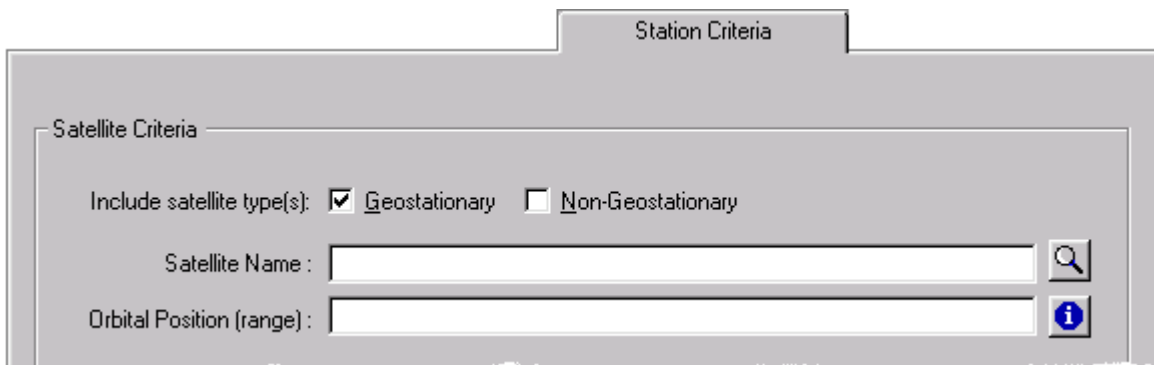 Station Criteria
Satellite Criteria
Include satellite type(s): Geostationary Non-Geostationary
Satellite Name :
Orbital Position (range) :